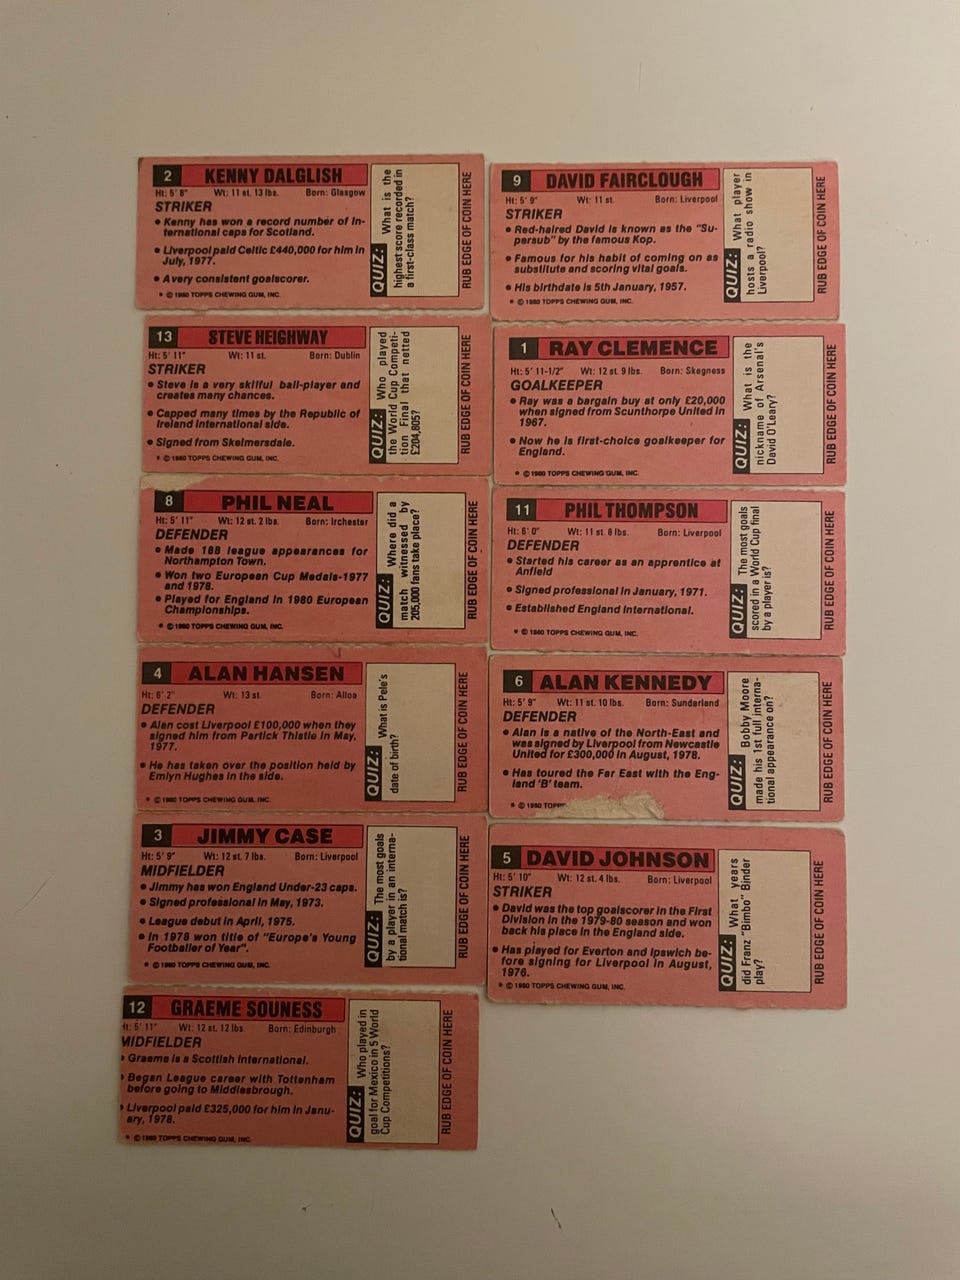 2 KENNY DALGLISH
Ht: 5' 8" Wt: 11 st. 13 lbs. Born: Glasgow
STRIKER
• Kenny has won a record number of In-
ternational caps for Scotland.
• Liverpool paid Celtic £440,000 for him in
July, 1977.
• A very consistent goalscorer.
* © 1980 TOPPS CHEWING GUM, INC.
QUIZ: What is the
highest score recorded in
a first-class match?
RUB EDGE OF COIN HERE
9 DAVID FAIRCLOUGH
Ht: 5' 9" Wt: 11 st. Born: Liverpool
STRIKER
• Red-haired David is known as the "Su-
persub" by the famous Kop.
• Famous for his habit of coming on as
substitute and scoring vital goals.
• His birthdate is 5th January, 1957.
* © 1980 TOPPS CHEWING GUM, INC.
QUIZ: What player
hosts a radio show in
Liverpool?
RUB EDGE OF COIN HERE
13 STEVE HEIGHWAY
Ht: 5' 11" Wt: 11 st. Born: Dublin
STRIKER
• Steve is a very skilful ball-player and
creates many chances.
• Capped many times by the Republic of
Ireland International side.
• Signed from Skelmersdale.
* © 1980 TOPPS CHEWING GUM, INC.
QUIZ: Who played
the World Cup Competi-
tion Final that netted
£204,805?
RUB EDGE OF COIN HERE
1 RAY CLEMENCE
Ht: 5' 11-1/2" Wt: 12 st. 9 lbs. Born: Skegness
GOALKEEPER
• Ray was a bargain buy at only £20,000
when signed from Scunthorpe United in
1967.
• Now he is first-choice goalkeeper for
England.
* © 1980 TOPPS CHEWING GUM, INC.
QUIZ: What is the
nickname of Arsenal's
David O'Leary?
RUB EDGE OF COIN HERE
8 PHIL NEAL
Ht: 5' 11" Wt: 12 st. 2 lbs. Born: Irchester
DEFENDER
• Made 188 league appearances for
Northampton Town.
• Won two European Cup Medals-1977
and 1978.
• Played for England in 1980 European
Championships.
* © 1980 TOPPS CHEWING GUM, INC.
QUIZ: Where did a
match witnessed by
205,000 fans take place?
RUB EDGE OF COIN HERE
11 PHIL THOMPSON
Ht: 6' 0" Wt: 11 st. 8 lbs. Born: Liverpool
DEFENDER
• Started his career as an apprentice at
Anfield
• Signed professional in January, 1971.
• Established England International.
* © 1980 TOPPS CHEWING GUM, INC.
QUIZ: The most goals
scored in a World Cup final
by a player is?
RUB EDGE OF COIN HERE
4 ALAN HANSEN
Ht: 6' 2" Wt: 13 st. Born: Alloa
DEFENDER
• Alan cost Liverpool £100,000 when they
signed him from Partick Thistle in May,
1977.
• He has taken over the position held by
Emlyn Hughes in the side.
* © 1980 TOPPS CHEWING GUM, INC.
QUIZ: What is Pele's
date of birth?
RUB EDGE OF COIN HERE
6 ALAN KENNEDY
Ht: 5' 9" Wt: 11 st. 10 lbs. Born: Sunderland
DEFENDER
• Alan is a native of the North-East and
was signed by Liverpool from Newcastle
United for £300,000 in August, 1978.
• Has toured the Far East with the Eng-
land 'B' team.
* © 1980 TOPP
QUIZ: Bobby Moore
made his 1st full interna-
tional appearance on?
RUB EDGE OF COIN HERE
3 JIMMY CASE
Ht: 5' 9" Wt: 12 st. 7 lbs. Born: Liverpool
MIDFIELDER
• Jimmy has won England Under-23 caps.
• Signed professional in May, 1973.
• League debut in April, 1975.
• In 1978 won title of "Europe's Young
Footballer of Year".
* © 1980 TOPPS CHEWING GUM, INC.
QUIZ: The most goals
by a player in an interna-
tional match is?
RUB EDGE OF COIN HERE
5 DAVID JOHNSON
Ht: 5' 10" Wt: 12 st. 4 lbs. Born: Liverpool
STRIKER
• David was the top goalscorer in the First
Division in the 1979-80 season and won
back his place in the England side.
• Has played for Everton and Ipswich be-
fore signing for Liverpool in August,
1976.
* © 1980 TOPPS CHEWING GUM, INC.
QUIZ: What years
did Franz "Bimbo" Binder
play?
RUB EDGE OF COIN HERE
12 GRAEME SOUNESS
Ht: 5' 11" Wt: 12 st. 12 lbs. Born: Edinburgh
MIDFIELDER
• Graeme is a Scottish International.
• Began League career with Tottenham
before going to Middlesbrough.
• Liverpool paid £325,000 for him in Janu-
ary, 1978.
* © 1980 TOPPS CHEWING GUM, INC.
QUIZ: Who played in
goal for Mexico in 5 World
Cup Competitions?
RUB EDGE OF COIN HERE